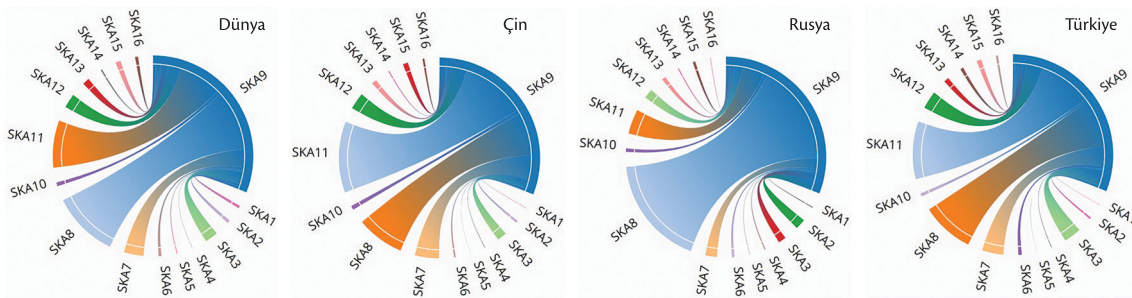 Dünya
SKA16
SKA15
SKA14
SKA13
SKA12
SKA11
SKA10
SKA9
SKA8
SKA7
SKA6
SKA5
SKA4
SKA3
SKA2
SKA1
Çin
SKA16
SKA15
SKA14
SKA13
SKA12
SKA11
SKA10
SKA9
SKA8
SKA7
SKA6
SKA5
SKA4
SKA3
SKA2
SKA1
Rusya
SKA16
SKA15
SKA14
SKA13
SKA12
SKA11
SKA10
SKA9
SKA8
SKA7
SKA6
SKA5
SKA4
SKA3
SKA2
SKA1
Türkiye
SKA16
SKA15
SKA14
SKA13
SKA12
SKA11
SKA10
SKA9
SKA8
SKA7
SKA6
SKA5
SKA4
SKA3
SKA2
SKA1